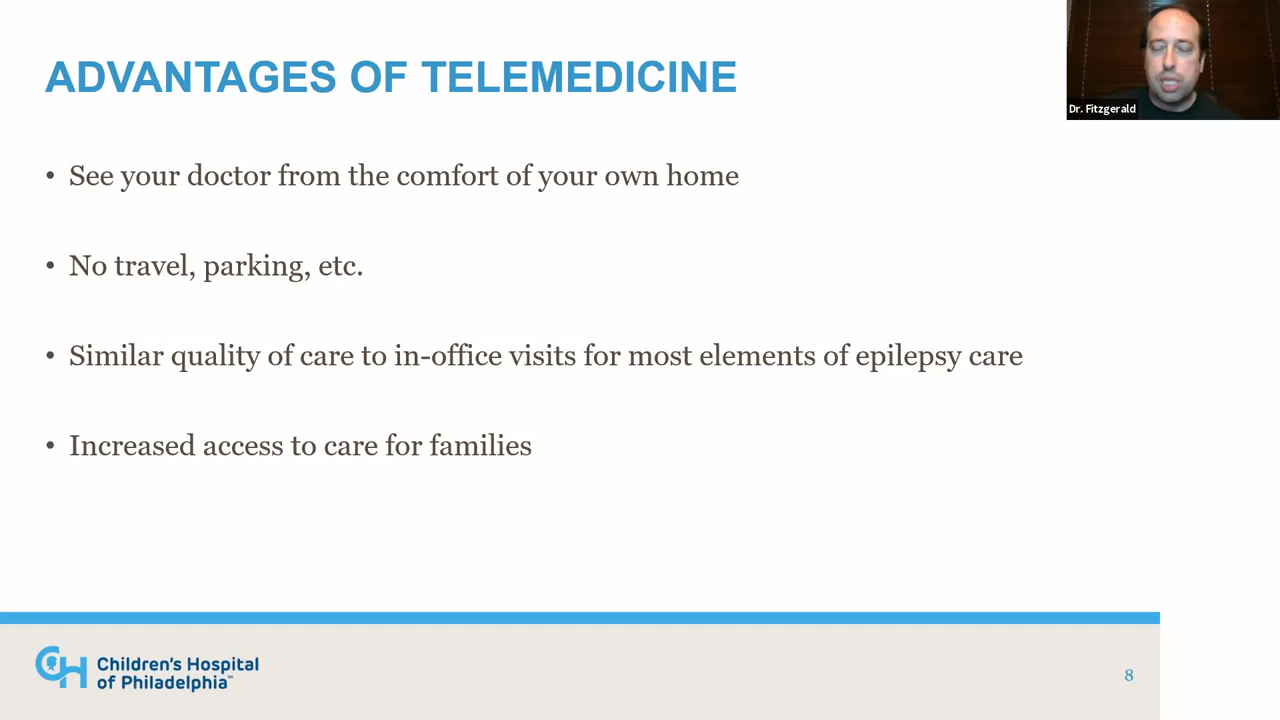 ADVANTAGES OF TELEMEDICINE
Dr. Fitzgerald
• See your doctor from the comfort of your own home
• No travel, parking, etc.
• Similar quality of care to in-office visits for most elements of epilepsy care
• Increased access to care for families
CH Children's Hospital
of Philadelphia℠
8